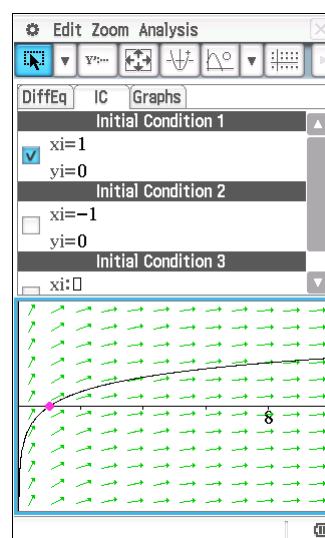 Edit Zoom Analysis
DiffEq IC Graphs
Initial Condition 1
xi=1
yi=0
Initial Condition 2
xi=−1
yi=0
Initial Condition 3
xi:□
8